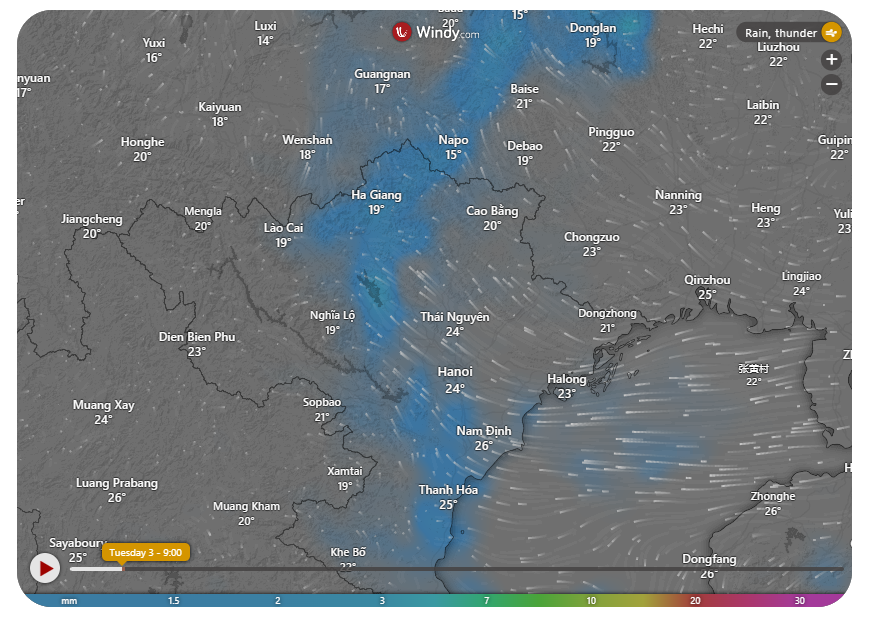 Luxi
14°
20°
15°
Donglan
19°
Hechi
22°
Yuxi
16°
Windy.com
Rain, thunder
Liuzhou
22°
nyuan
17°
Guangnan
17°
Baise
21°
+
−
Kaiyuan
18°
Laibin
22°
Honghe
20°
Wenshan
18°
Napo
15°
Debao
19°
Pingguo
22°
Guipin
22°
er
Jiangcheng
20°
Mengla
20°
Lào Cai
19°
Ha Giang
19°
Cao Bằng
20°
Nanning
23°
Heng
23°
Yuli
23
Chongzuo
23°
Qinzhou
25°
Lingjiao
24°
Nghĩa Lộ
19°
Thái Nguyên
24°
Dongzhong
21°
Dien Bien Phu
23°
Hanoi
24°
Halong
23°
张黄村
22°
Zh
Muang Xay
24°
Sopbao
21°
Nam Định
26°
Luang Prabang
26°
Xamtai
19°
Thanh Hóa
25°
H
Muang Kham
20°
Zhonghe
26°
Sayaboury
25°
Tuesday 3 - 9:00
Khe Bố
22°
Dongfang
26°
mm 1.5 2 3 7 10 20 30